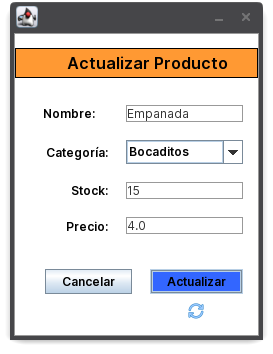 Actualizar Producto
Nombre: Empanada
Categoría: Bocaditos
Stock: 15
Precio: 4.0
Cancelar Actualizar